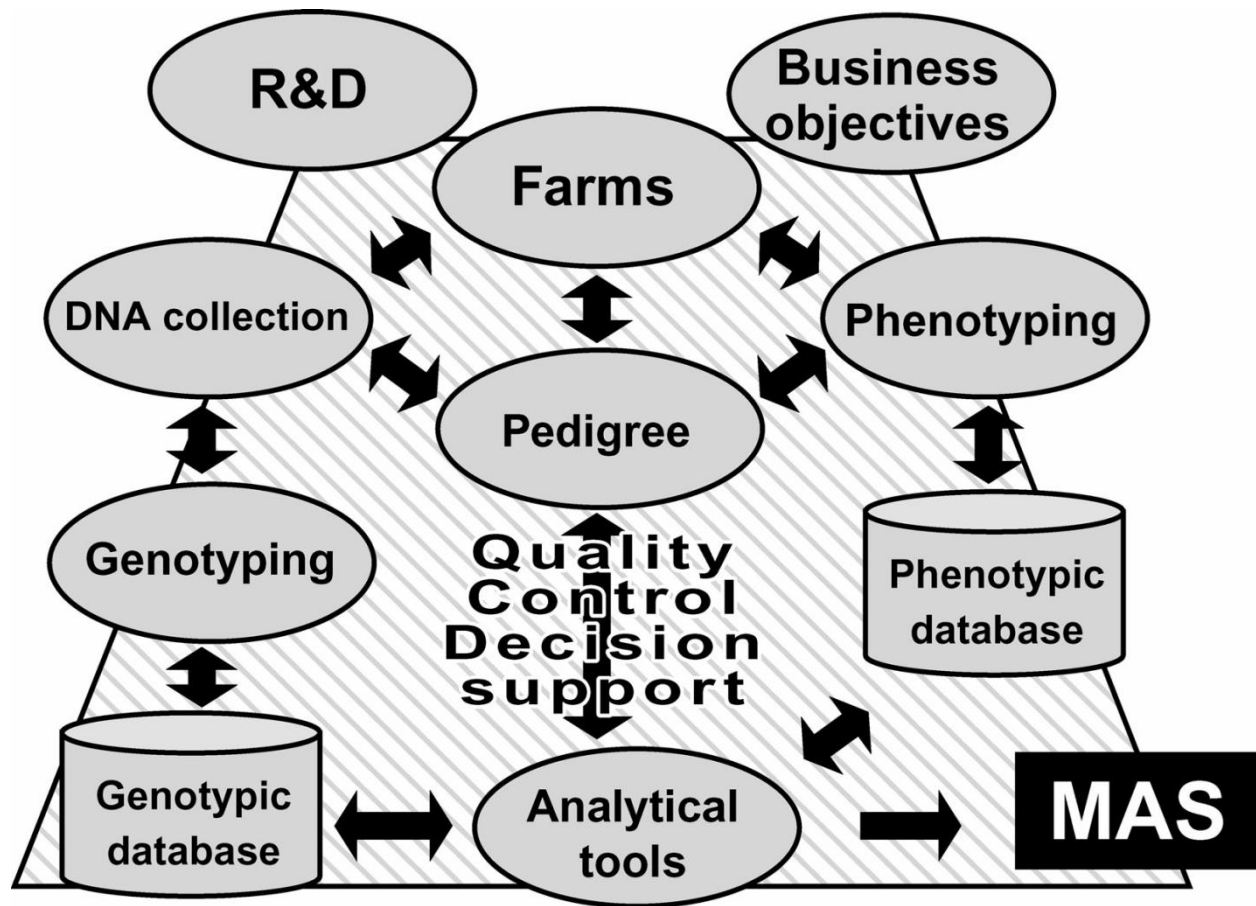 R&D
Business
objectives
Farms
DNA collection
Phenotyping
Pedigree
Genotyping
Quality
Control
Decision
support
Phenotypic
database
Genotypic
database
Analytical
tools
MAS